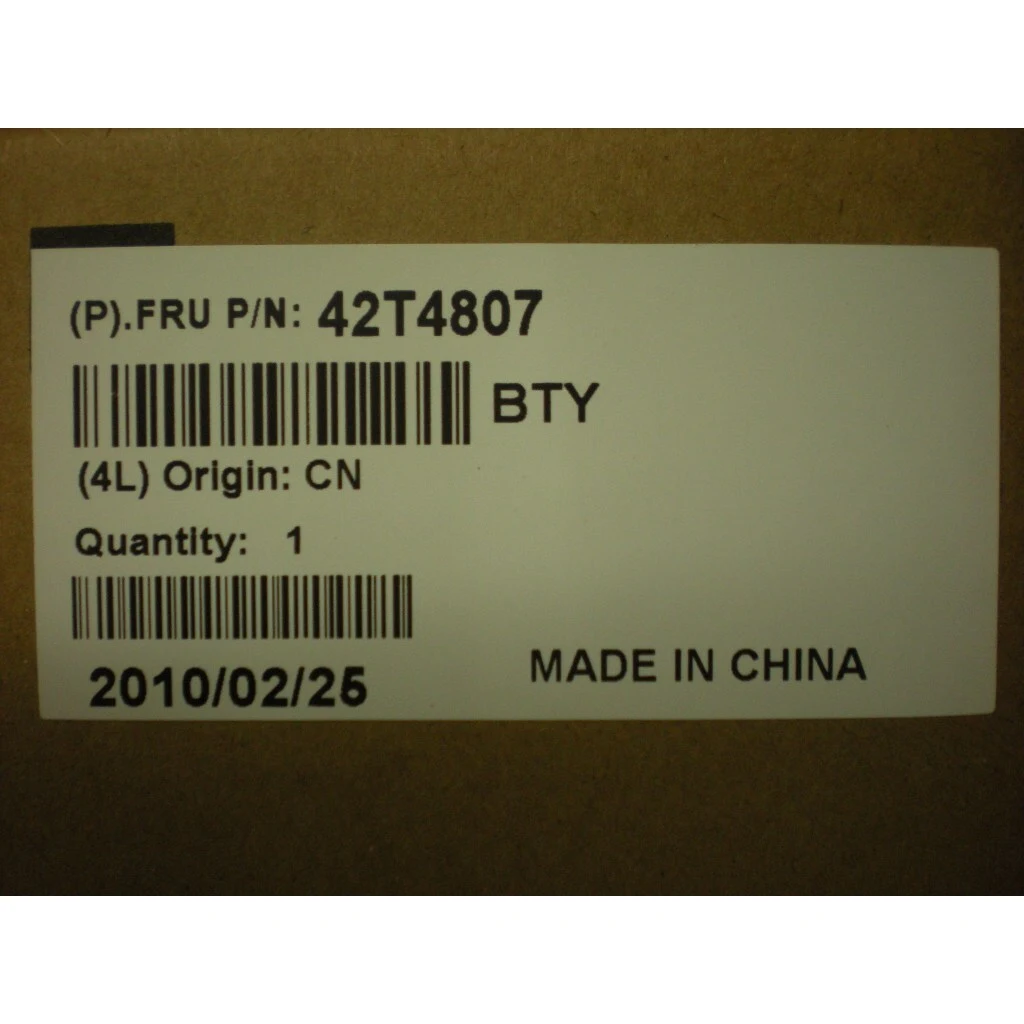 (P).FRU P/N: 42T4807
BTY
(4L) Origin: CN
Quantity: 1
2010/02/25
MADE IN CHINA